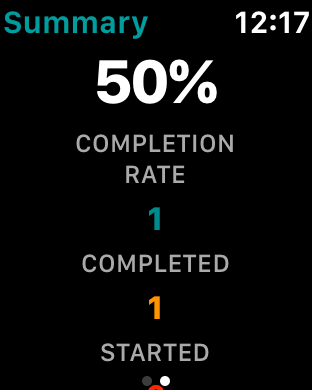 Summary 12:17
50%
COMPLETION
RATE
1
COMPLETED
1
STARTED